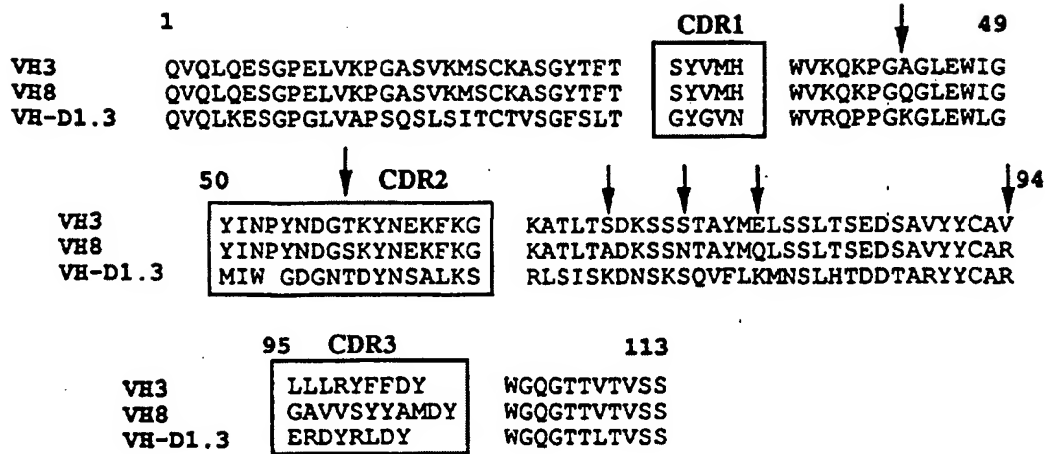 1 CDR1 49
VH3 QVQLQESGPELVKPGASVKMSCKASGYTFT SYVMH WVKQKPGAGLEWIG
VH8 QVQLQESGPELVKPGASVKMSCKASGYTFT SYVMH WVKQKPGQGLEWIG
VH-D1.3 QVQLKESGPGLVAPSQSLSITCTVSGFSLT GYGVN WVRQPPGKGLEWLG
50 CDR2 94
VH3 YINPYNDGTKYNEKFKG KATLTSDKSSSTAYMELSSLTSEDSAVYYCAV
VH8 YINPYNDGSKYNEKFKG KATLTADKSSNTAYMQLSSLTSEDSAVYYCAR
VH-D1.3 MIW GDGNTDYNSALKS RLSISKDNSKSQVFLKMNSLHTDDTARYYCAR
95 CDR3 113
VH3 LLLRYFFDY WGQGTTVTVSS
VH8 GAVVSYYAMDY WGQGTTVTVSS
VH-D1.3 ERDYRLDY WGQGTTLTVSS